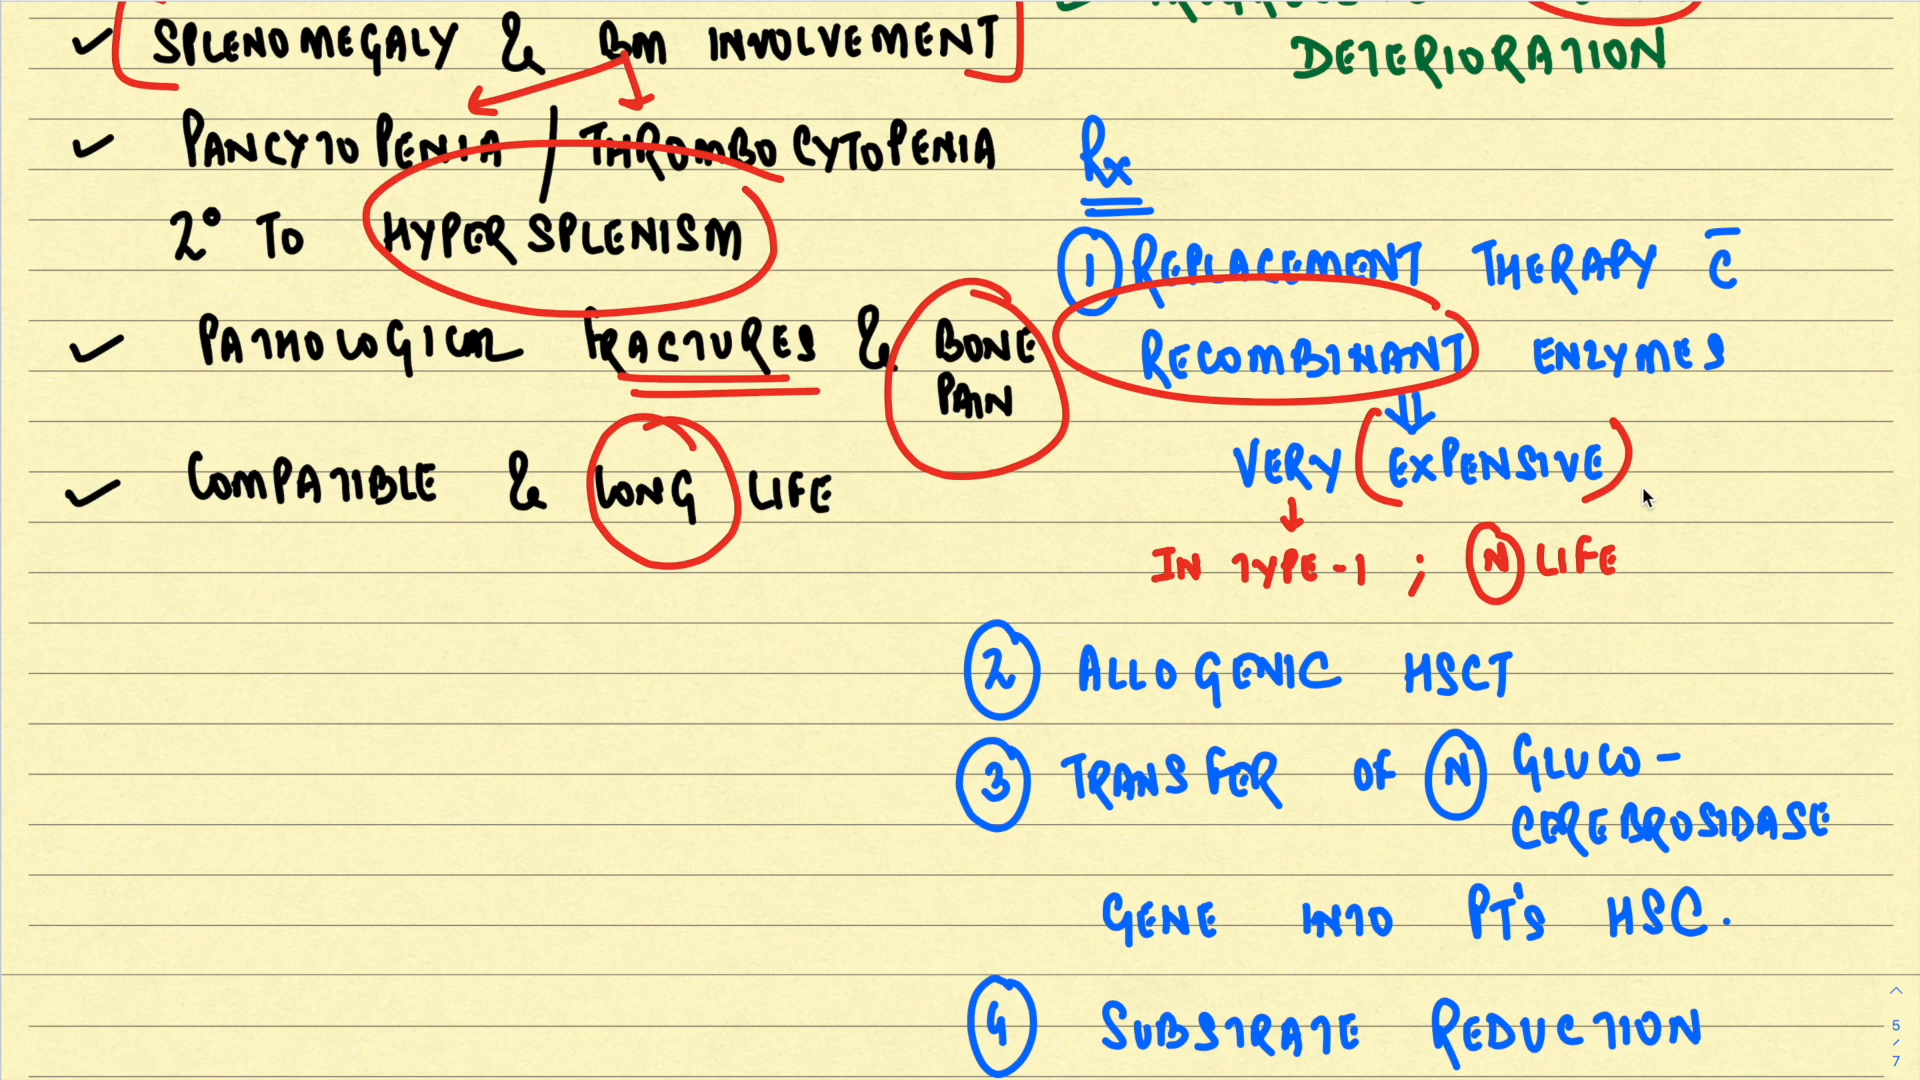 ✓ SPLENOMEGALY & BM INVOLVEMENT
✓ PANCYTOPENIA / THROMBOCYTOPENIA
2° TO HYPERSPLENISM
✓ PATHOLOGICAL FRACTURES & BONE
PAIN
✓ COMPATIBLE & LONG LIFE
DETERIORATION
Rx
① REPLACEMENT THERAPY c̄
RECOMBINANT ENZYMES
⇓
VERY (EXPENSIVE)
↓
IN TYPE-1 ; Ⓝ LIFE
② ALLOGENIC HSCT
③ TRANSFER OF Ⓝ GLUCO-
CEREBROSIDASE
GENE INTO PT'S HSC.
④ SUBSTRATE REDUCTION
5
/
7